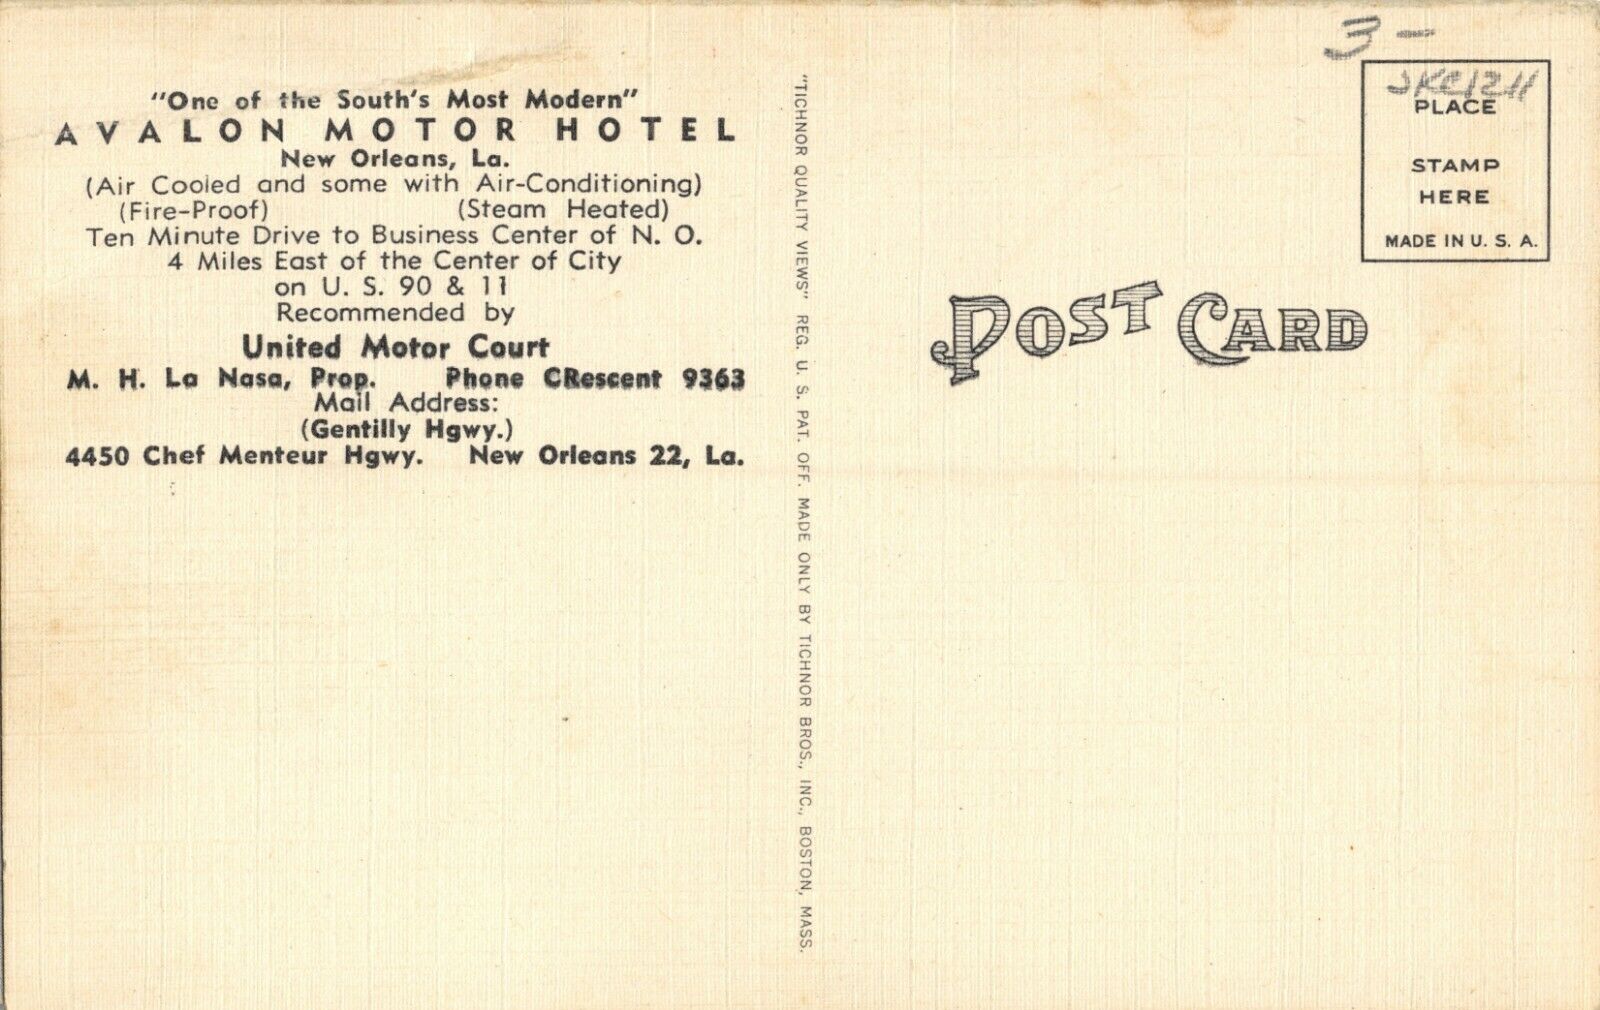 "One of the South's Most Modern"
AVALON MOTOR HOTEL
New Orleans, La.
(Air Cooled and some with Air-Conditioning)
(Fire-Proof) (Steam Heated)
Ten Minute Drive to Business Center of N. O.
4 Miles East of the Center of City
on U. S. 90 & 11
Recommended by
United Motor Court
M. H. La Nasa, Prop. Phone CRescent 9363
Mail Address:
(Gentilly Hgwy.)
4450 Chef Menteur Hgwy. New Orleans 22, La.
"TICHNOR QUALITY VIEWS" REG. U. S. PAT. OFF. MADE ONLY BY TICHNOR BROS., INC., BOSTON, MASS.
3-
PLACE
STAMP
HERE
MADE IN U. S. A.
POST CARD